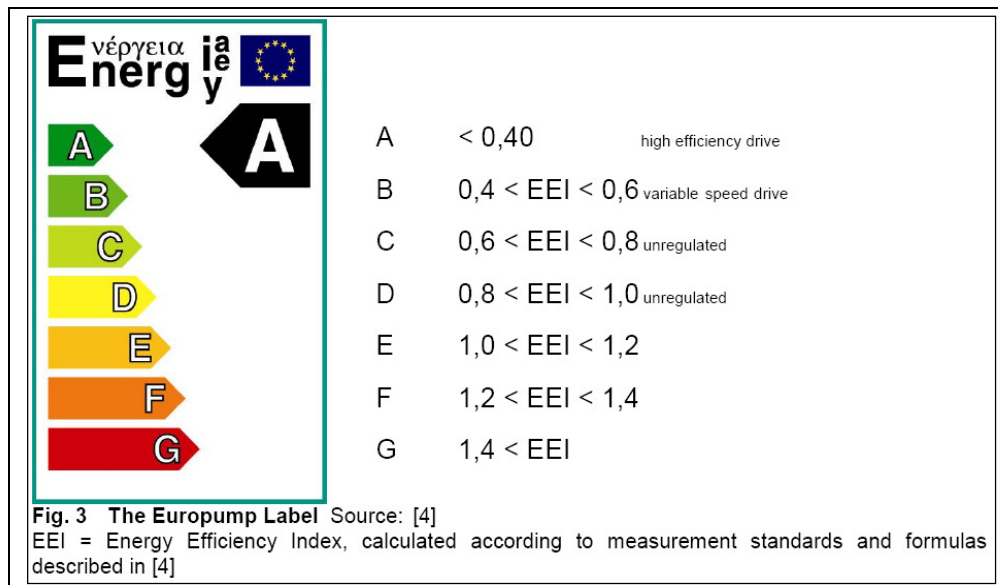 Energ
νέργεια
ia
ey
y
A
A
B
C
D
E
F
G
A < 0,40 high efficiency drive
B 0,4 < EEI < 0,6 variable speed drive
C 0,6 < EEI < 0,8 unregulated
D 0,8 < EEI < 1,0 unregulated
E 1,0 < EEI < 1,2
F 1,2 < EEI < 1,4
G 1,4 < EEI
Fig. 3 The Europump Label Source: [4]
EEI = Energy Efficiency Index, calculated according to measurement standards and formulas
described in [4]